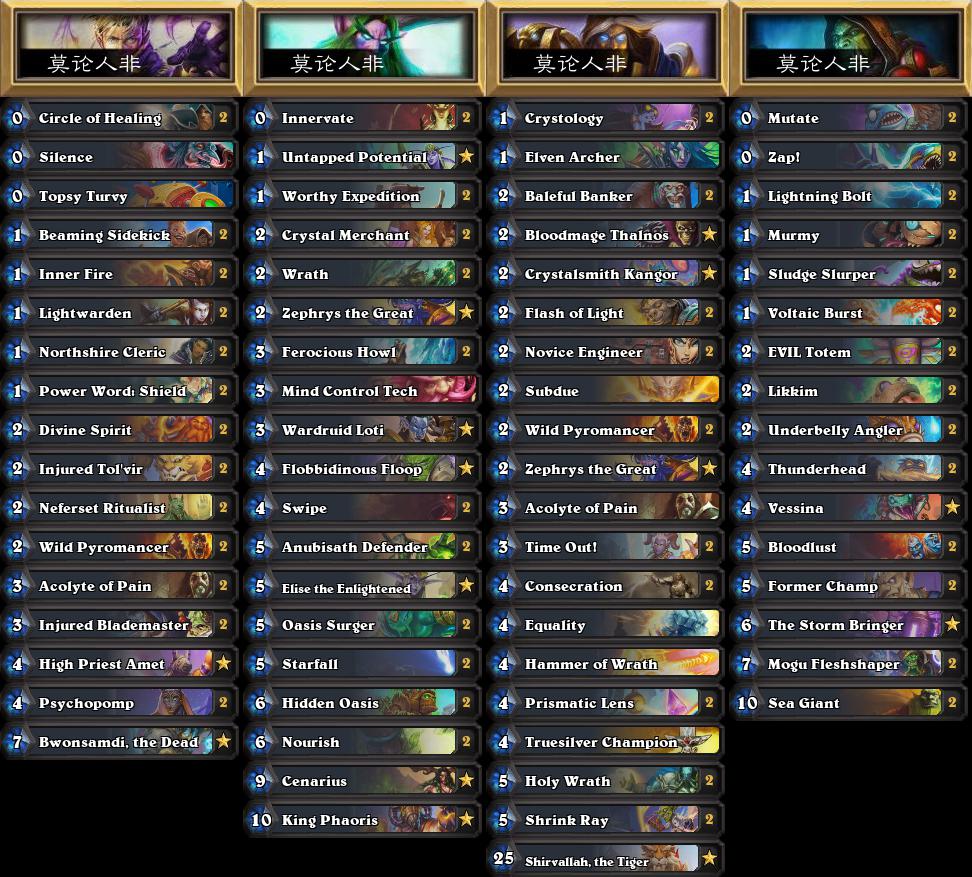 莫论人非
0 Circle of Healing 2
0 Silence
0 Topsy Turvy
1 Beaming Sidekick 2
1 Inner Fire 2
1 Lightwarden 2
1 Northshire Cleric 2
1 Power Word: Shield 2
2 Divine Spirit 2
2 Injured Tol'vir 2
2 Neferset Ritualist 2
2 Wild Pyromancer 2
3 Acolyte of Pain 2
3 Injured Blademaster 2
4 High Priest Amet
4 Psychopomp 2
7 Bwonsamdi, the Dead
莫论人非
0 Innervate 2
1 Untapped Potential
1 Worthy Expedition 2
2 Crystal Merchant 2
2 Wrath 2
2 Zephrys the Great
3 Ferocious Howl 2
3 Mind Control Tech
3 Wardruid Loti
4 Flobbidinous Floop
4 Swipe 2
5 Anubisath Defender 2
5 Elise the Enlightened
5 Oasis Surger 2
5 Starfall 2
6 Hidden Oasis 2
6 Nourish 2
9 Cenarius
10 King Phaoris
莫论人非
1 Crystology 2
1 Elven Archer
2 Baleful Banker 2
2 Bloodmage Thalnos
2 Crystalsmith Kangor
2 Flash of Light 2
2 Novice Engineer 2
2 Subdue
2 Wild Pyromancer 2
2 Zephrys the Great
3 Acolyte of Pain
3 Time Out! 2
4 Consecration 2
4 Equality
4 Hammer of Wrath
4 Prismatic Lens 2
4 Truesilver Champion
5 Holy Wrath 2
5 Shrink Ray 2
25 Shirvallah, the Tiger
莫论人非
0 Mutate 2
0 Zap! 2
1 Lightning Bolt 2
1 Murmy 2
1 Sludge Slurper 2
1 Voltaic Burst 2
2 EVIL Totem 2
2 Likkim 2
2 Underbelly Angler 2
4 Thunderhead 2
4 Vessina
5 Bloodlust 2
5 Former Champ 2
6 The Storm Bringer
7 Mogu Fleshshaper 2
10 Sea Giant 2